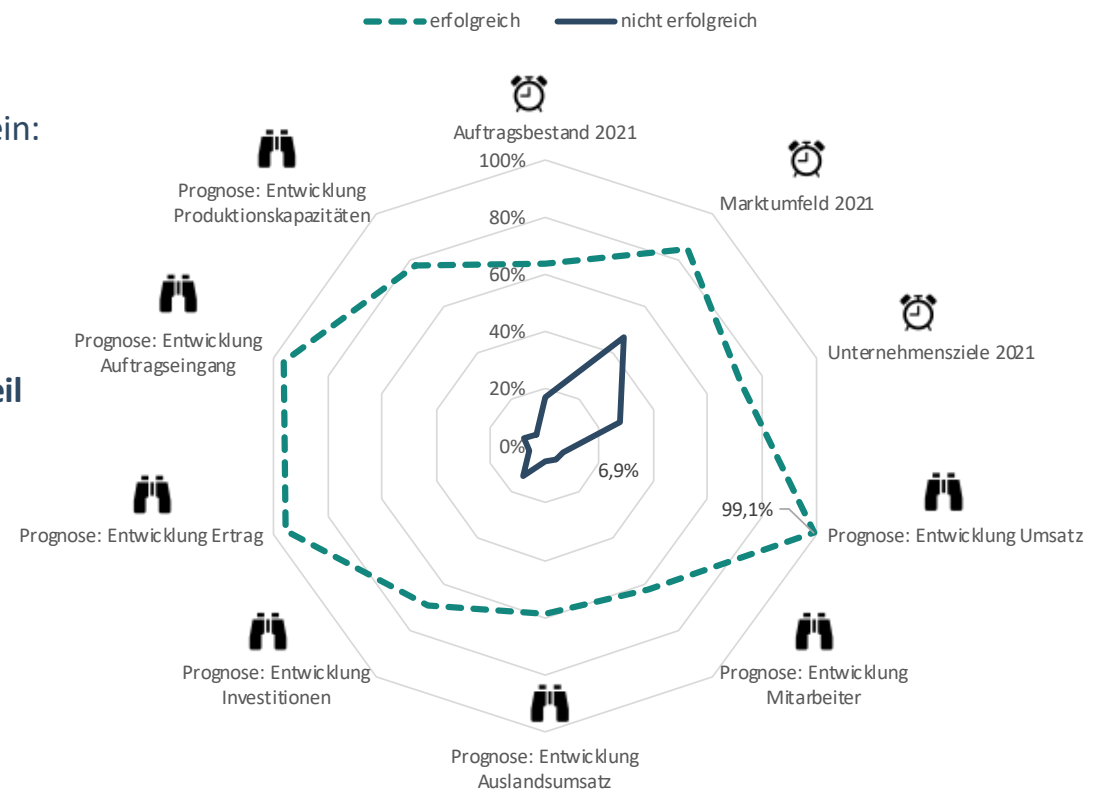 erfolgreich
nicht erfolgreich
ein:
eil
Auftragsbestand 2021
Marktumfeld 2021
Unternehmensziele 2021
Prognose: Entwicklung Umsatz
Prognose: Entwicklung
Mitarbeiter
Prognose: Entwicklung
Auslandsumsatz
Prognose: Entwicklung
Investitionen
Prognose: Entwicklung Ertrag
Prognose: Entwicklung
Auftragseingang
Prognose: Entwicklung
Produktionskapazitäten
100%
80%
60%
40%
20%
0%
6,9%
99,1%